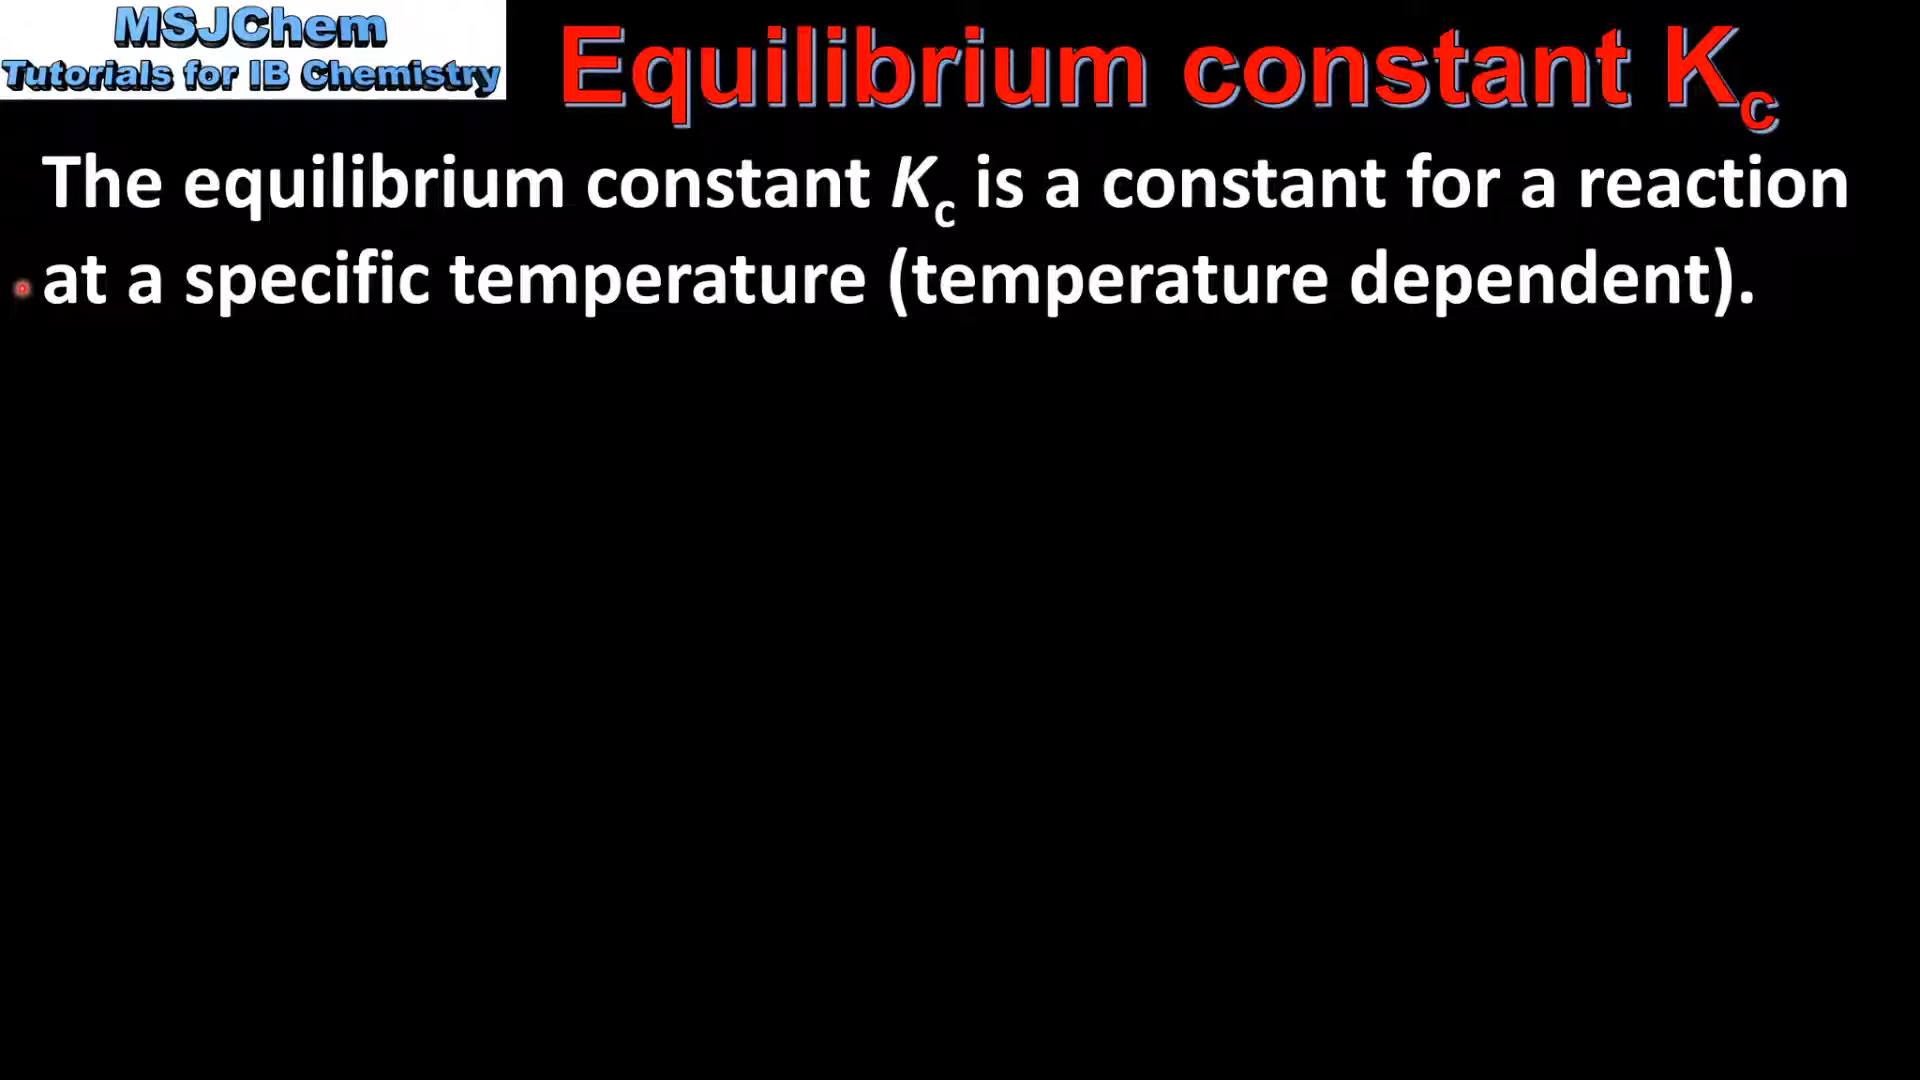 MSJChem
Tutorials for IB Chemistry
Equilibrium constant Kc
The equilibrium constant Kc is a constant for a reaction
at a specific temperature (temperature dependent).